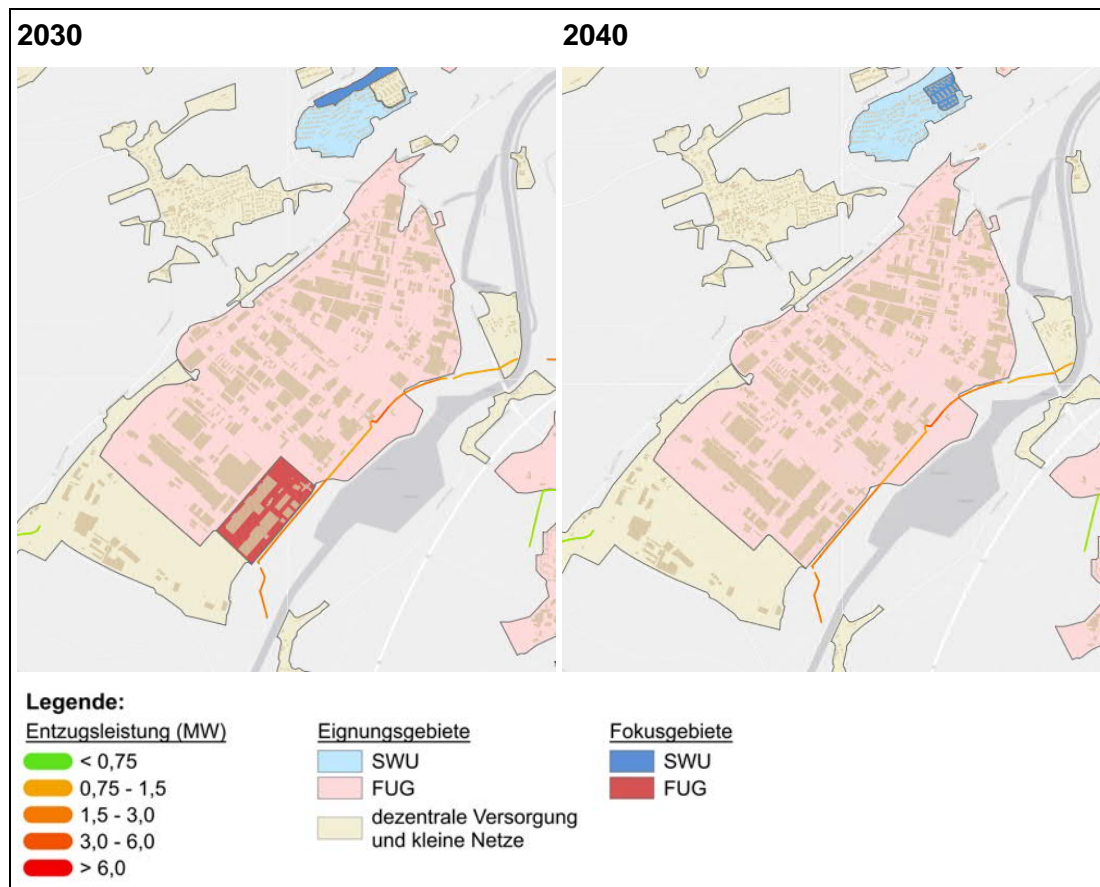 2030
2040
Legende:
Entzugsleistung (MW)
< 0,75
0,75 - 1,5
1,5 - 3,0
3,0 - 6,0
> 6,0
Eignungsgebiete
SWU
FUG
dezentrale Versorgung
und kleine Netze
Fokusgebiete
SWU
FUG